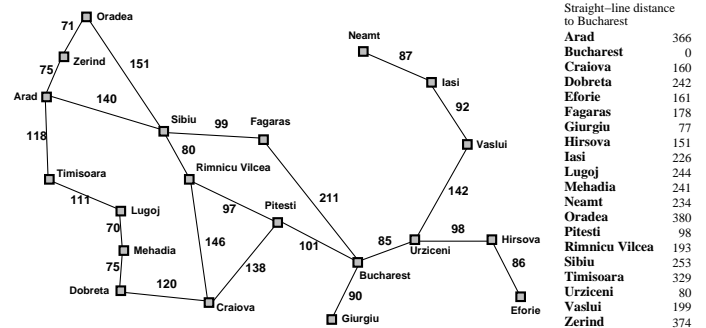 Oradea
71
Neamt
Zerind
87
75
151
Iasi
Arad
140
92
Sibiu
99
Fagaras
118
Vaslui
80
Rimnicu Vilcea
Timisoara
142
111
Pitesti
211
Lugoj
97
70
98
Hirsova
146
101
85
Urziceni
Mehadia
138
86
75
Bucharest
120
Dobreta
90
Craiova
Eforie
Giurgiu
Straight–line distance
to Bucharest
Arad 366
Bucharest 0
Craiova 160
Dobreta 242
Eforie 161
Fagaras 178
Giurgiu 77
Hirsova 151
Iasi 226
Lugoj 244
Mehadia 241
Neamt 234
Oradea 380
Pitesti 98
Rimnicu Vilcea 193
Sibiu 253
Timisoara 329
Urziceni 80
Vaslui 199
Zerind 374